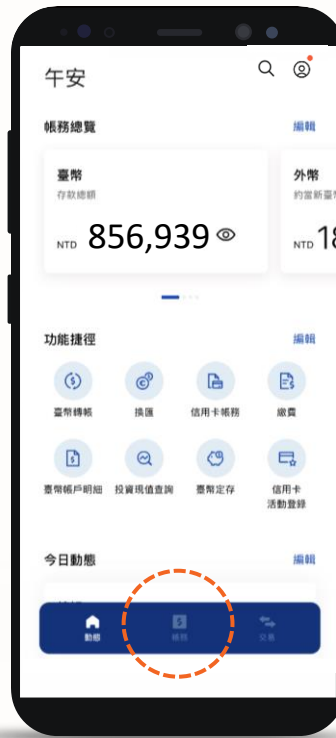 午安
帳務總覽 編輯
臺幣 外幣
存款總額 約當新臺幣
NTD 856,939 NTD 18
功能捷徑 編輯
臺幣轉帳 換匯 信用卡帳務 繳費
臺幣帳戶明細 投資現值查詢 臺幣定存 信用卡
活動登錄
今日動態 編輯
動態 帳務 交易